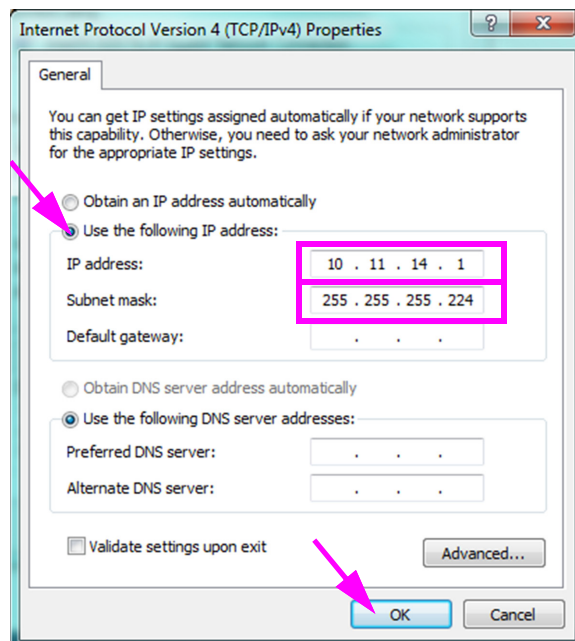 Internet Protocol Version 4 (TCP/IPv4) Properties
?
General
You can get IP settings assigned automatically if your network supports
this capability. Otherwise, you need to ask your network administrator
for the appropriate IP settings.
Obtain an IP address automatically
Use the following IP address:
IP address: 10 . 11 . 14 . 1
Subnet mask: 255 . 255 . 255 . 224
Default gateway: . . .
Obtain DNS server address automatically
Use the following DNS server addresses:
Preferred DNS server: . . .
Alternate DNS server: . . .
Validate settings upon exit
Advanced...
OK Cancel